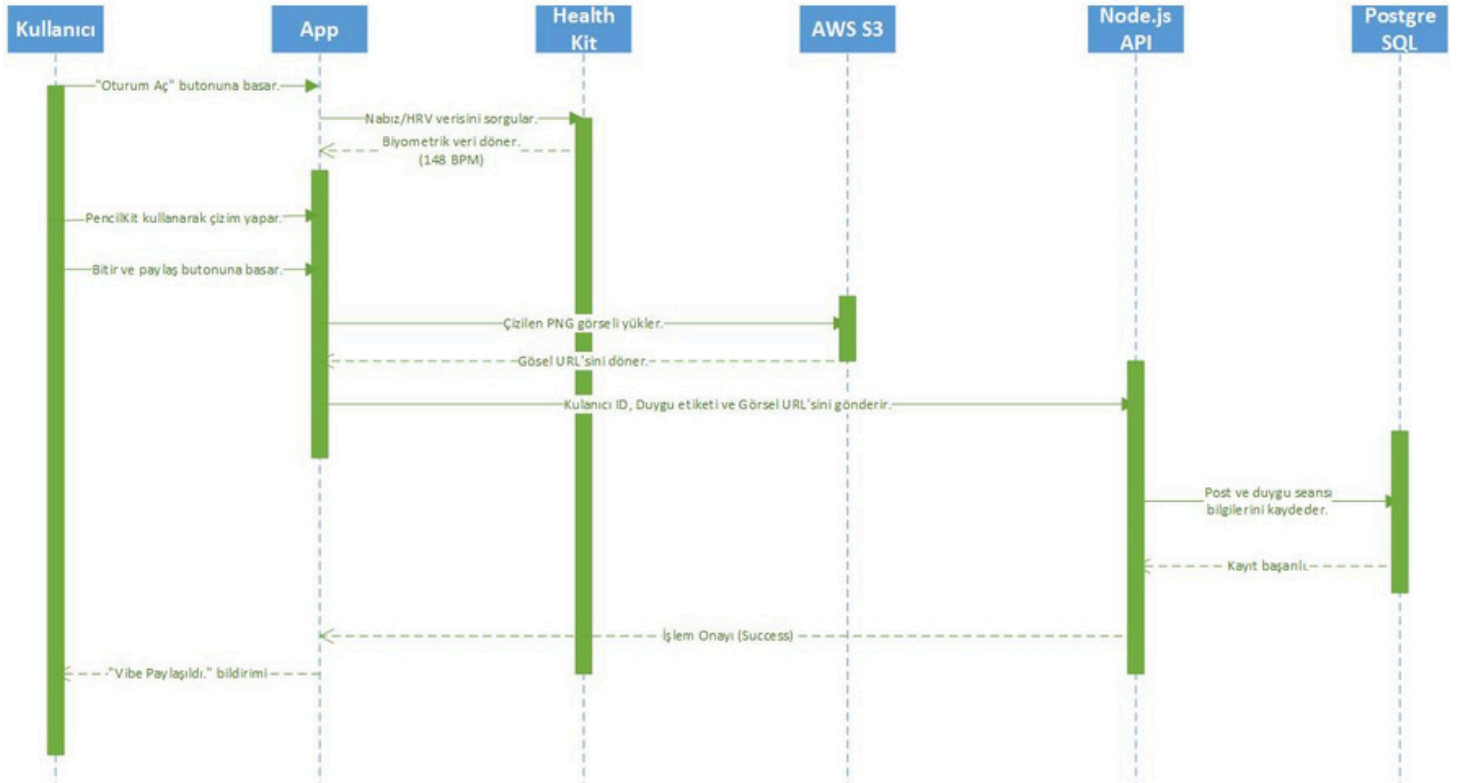 Kullanıcı
App
Health
Kit
AWS S3
Node.js
API
Postgre
SQL
"Oturum Aç" butonuna basar.
Nabız/HRV verisini sorgular.
Biyometrik veri döner.
(148 BPM)
PencilKit kullanarak çizim yapar.
Bitir ve paylaş butonuna basar.
Çizilen PNG görseli yükler.
Gösel URL'sini döner.
Kulanıcı ID, Duygu etiketi ve Görsel URL'sini gönderir.
Post ve duygu seansı
bilgilerini kaydeder.
Kayıt başarılı.
İşlem Onayı (Success)
"Vibe Paylaşıldı." bildirimi